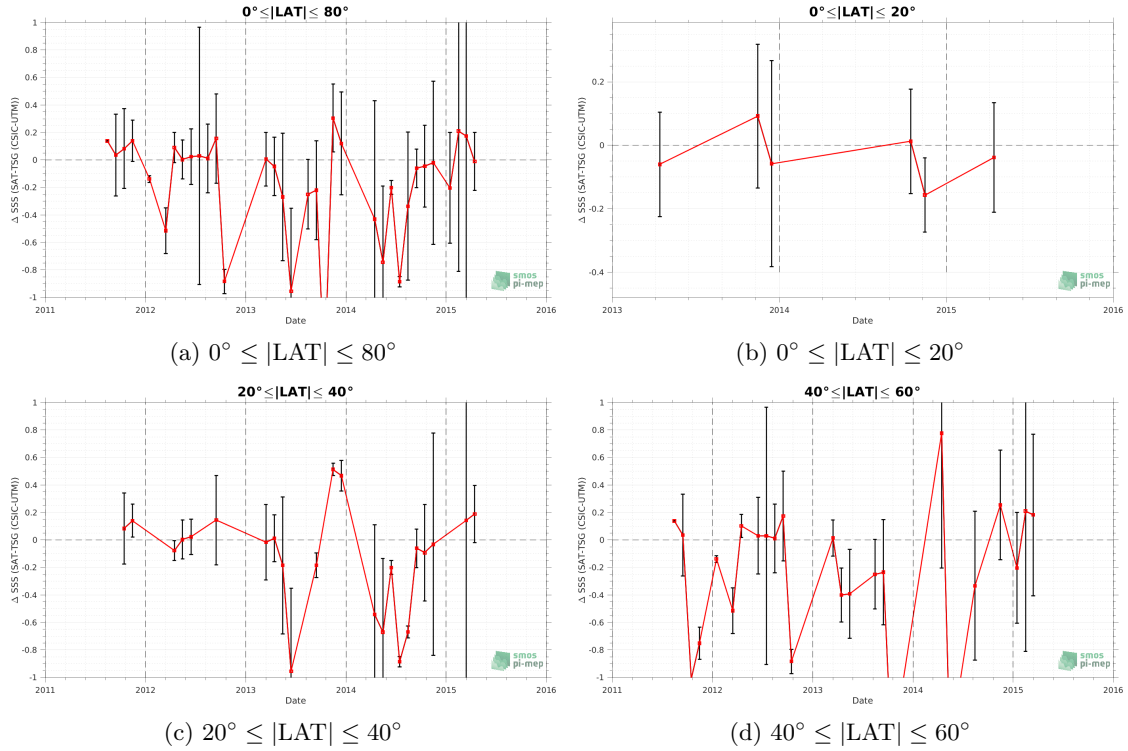 0°≤|LAT|≤ 80°
Δ SSS (SAT-TSG (CSIC-UTM))
1
0.8
0.6
0.4
0.2
0
-0.2
-0.4
-0.6
-0.8
-1
2011 2012 2013 2014 2015 2016
Date
smos
pi-mep
(a) 0° ≤ |LAT| ≤ 80°
0°≤|LAT|≤ 20°
Δ SSS (SAT-TSG (CSIC-UTM))
0.2
0
-0.2
-0.4
2013 2014 2015 2016
Date
smos
pi-mep
(b) 0° ≤ |LAT| ≤ 20°
20°≤|LAT|≤ 40°
Δ SSS (SAT-TSG (CSIC-UTM))
1
0.8
0.6
0.4
0.2
0
-0.2
-0.4
-0.6
-0.8
-1
2011 2012 2013 2014 2015 2016
Date
smos
pi-mep
(c) 20° ≤ |LAT| ≤ 40°
40°≤|LAT|≤ 60°
Δ SSS (SAT-TSG (CSIC-UTM))
1
0.8
0.6
0.4
0.2
0
-0.2
-0.4
-0.6
-0.8
-1
2011 2012 2013 2014 2015 2016
Date
smos
pi-mep
(d) 40° ≤ |LAT| ≤ 60°